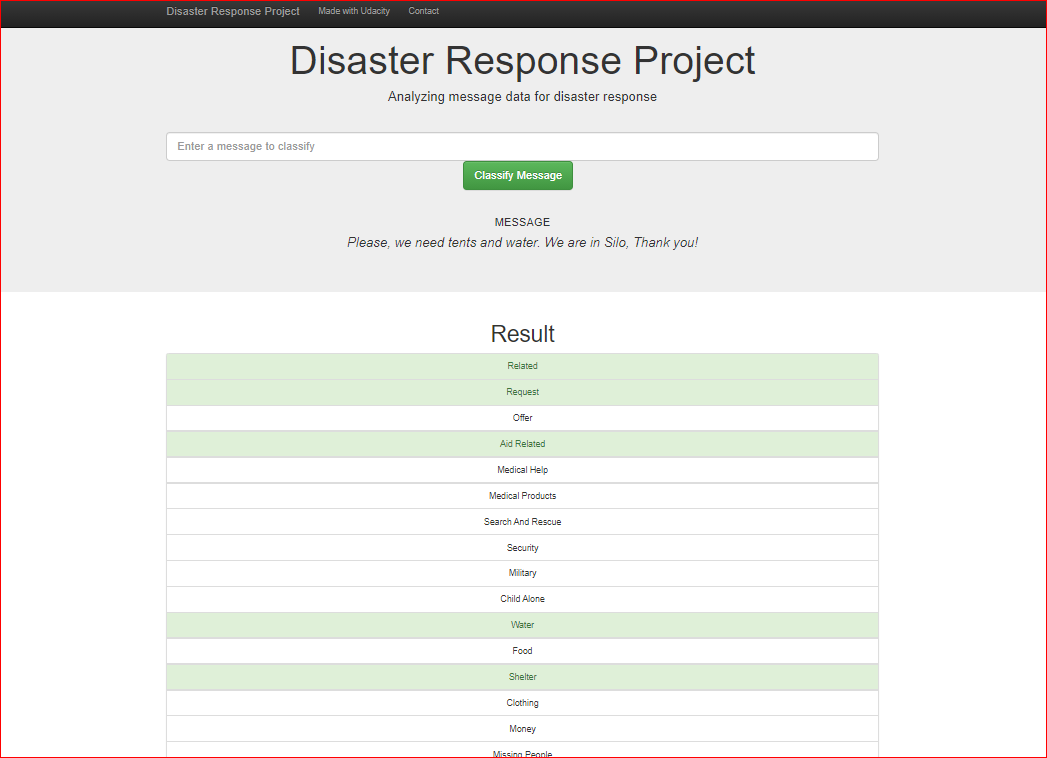 Disaster Response Project Made with Udacity Contact
Disaster Response Project
Analyzing message data for disaster response
Enter a message to classify
Classify Message
MESSAGE
Please, we need tents and water. We are in Silo, Thank you!
Result
Related
Request
Offer
Aid Related
Medical Help
Medical Products
Search And Rescue
Security
Military
Child Alone
Water
Food
Shelter
Clothing
Money
Missing People